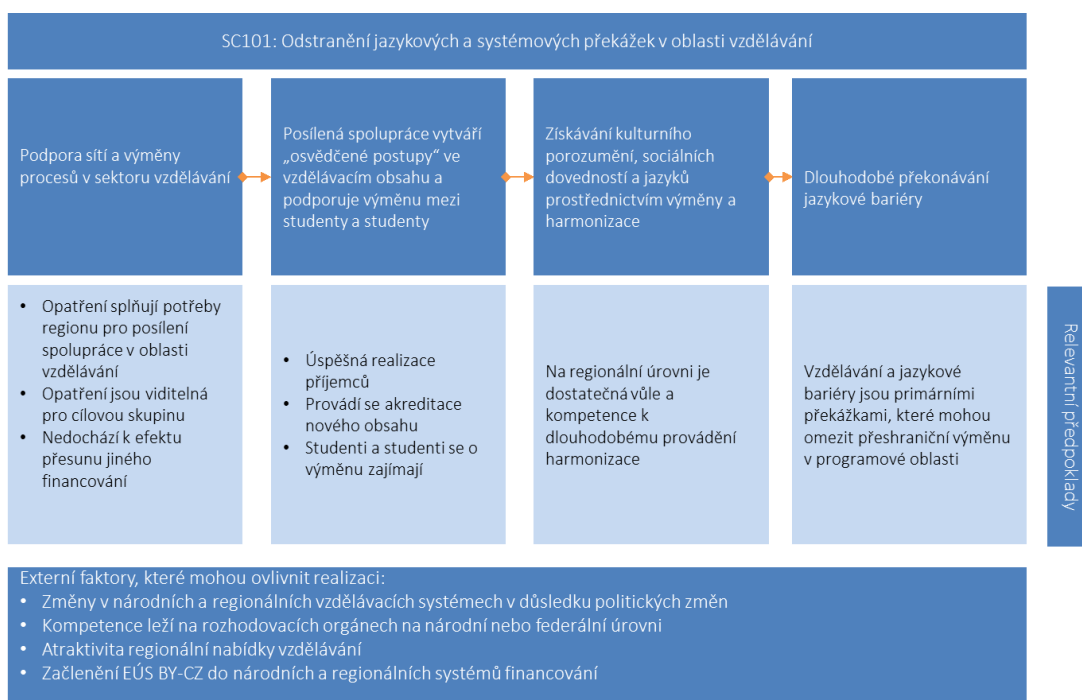 SC101: Odstranění jazykových a systémových překážek v oblasti vzdělávání
Podpora sítí a výměny
procesů v sektoru vzdělávání
Posílená spolupráce vytváří
„osvědčené postupy“ ve
vzdělávacím obsahu a
podporuje výměnu mezi
studenty a studenty
Získávání kulturního
porozumění, sociálních
dovedností a jazyků
prostřednictvím výměny a
harmonizace
Dlouhodobé překonávání
jazykové bariéry
• Opatření splňují potřeby
regionu pro posílení
spolupráce v oblasti
vzdělávání
• Opatření jsou viditelná
pro cílovou skupinu
• Nedochází k efektu
přesunu jiného
financování
• Úspěšná realizace
příjemců
• Provádí se akreditace
nového obsahu
• Studenti a studenti se o
výměnu zajímají
Na regionální úrovni je
dostatečná vůle a
kompetence k
dlouhodobému provádění
harmonizace
Vzdělávání a jazykové
bariéry jsou primárními
překážkami, které mohou
omezit přeshraniční výměnu
v programové oblasti
Relevantní předpoklady
Externí faktory, které mohou ovlivnit realizaci:
• Změny v národních a regionálních vzdělávacích systémech v důsledku politických změn
• Kompetence leží na rozhodovacích orgánech na národní nebo federální úrovni
• Atraktivita regionální nabídky vzdělávání
• Začlenění EÚS BY-CZ do národních a regionálních systémů financování